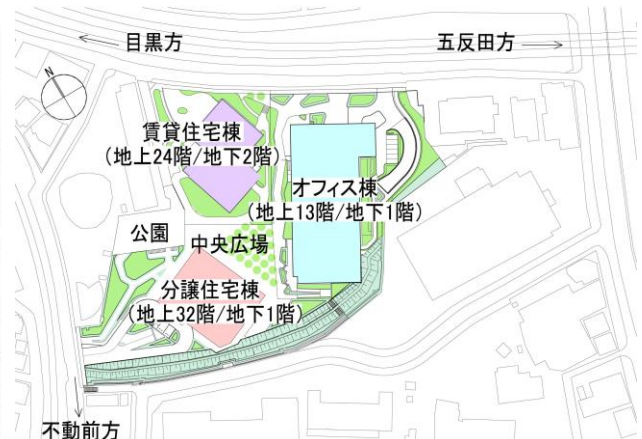 目黒方
五反田方
N
賃貸住宅棟
(地上24階/地下2階)
オフィス棟
(地上13階/地下1階)
公園
中央広場
分譲住宅棟
(地上32階/地下1階)
不動前方